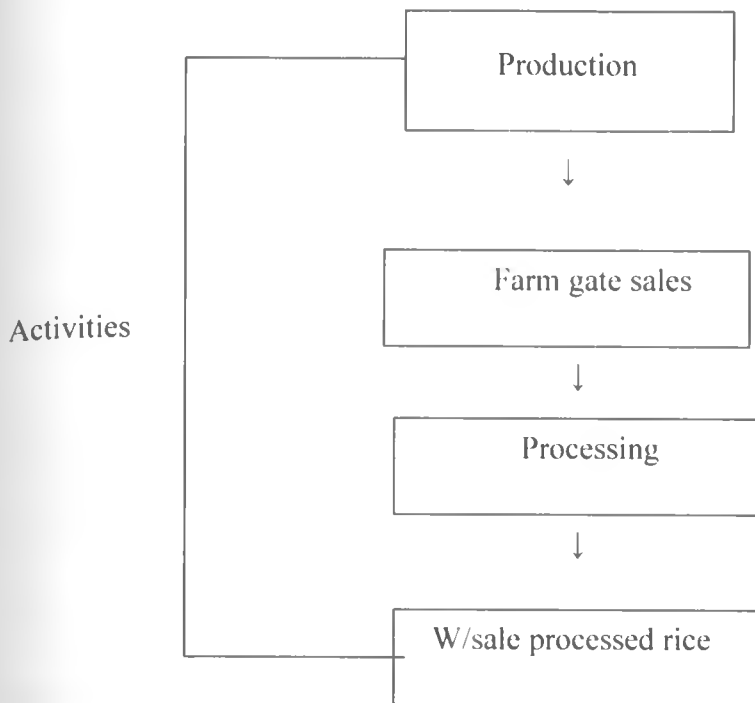 Production
↓
Farm gate sales
↓
Activities
Processing
↓
W/sale processed rice